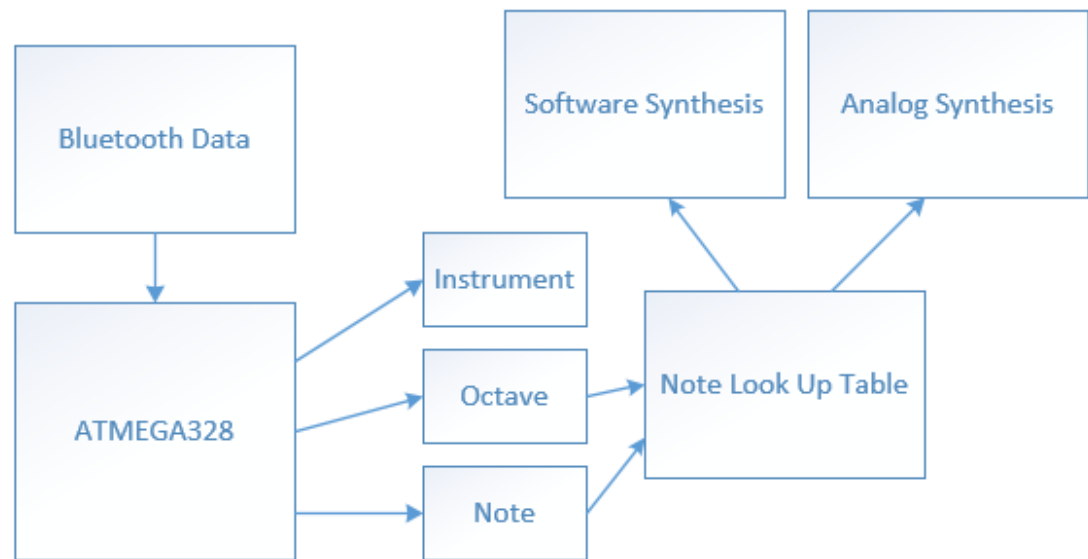 Bluetooth Data
Software Synthesis
Analog Synthesis
ATMEGA328
Instrument
Octave
Note
Note Look Up Table